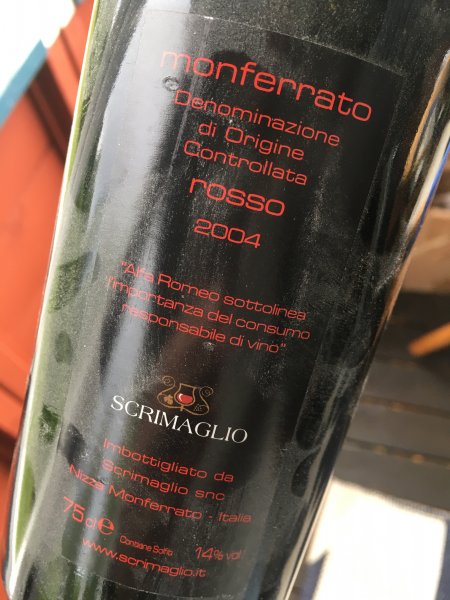 monferrato
Denominazione
di Origine
Controllata
rosso
2004
"Alfa Romeo sottolinea
l'importanza del consumo
responsabile di vino"
SCRIMAGLIO
Imbottigliato da
Scrimaglio snc
Nizza Monferrato - Italia
75 cl e Contiene Solfiti 14% vol
www.scrimaglio.it